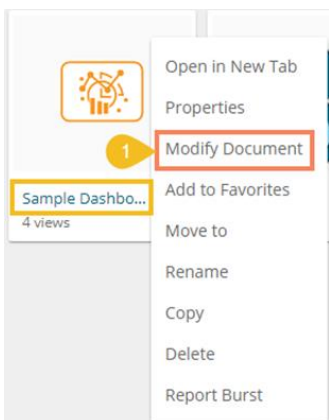 Open in New Tab
Properties
1
Modify Document
Sample Dashbo...
Add to Favorites
4 views
Move to
Rename
Copy
Delete
Report Burst